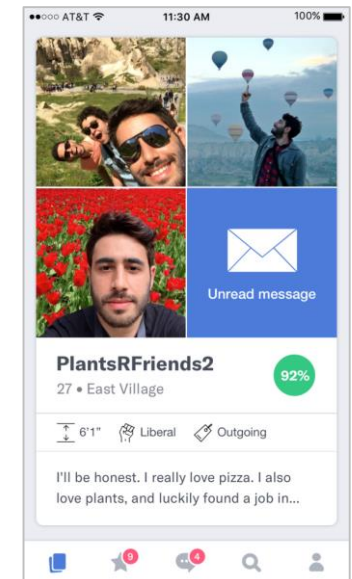 AT&T 11:30 AM 100%
Unread message
PlantsRFriends2
92%
27 • East Village
6'1" Liberal Outgoing
I'll be honest. I really love pizza. I also
love plants, and luckily found a job in...
9 4